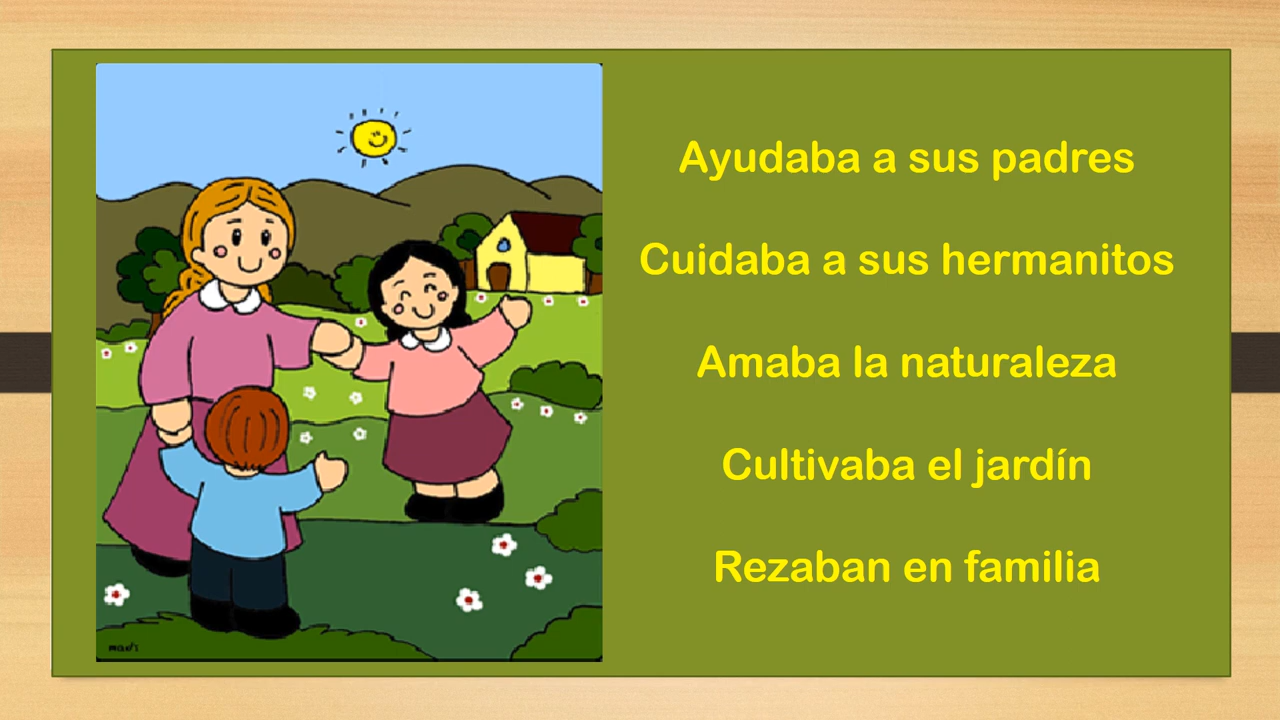 Ayudaba a sus padres
Cuidaba a sus hermanitos
Amaba la naturaleza
Cultivaba el jardín
Rezaban en familia